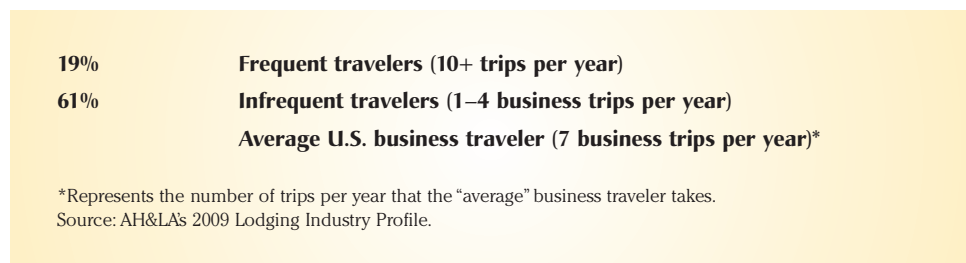 19% Frequent travelers (10+ trips per year)
61% Infrequent travelers (1–4 business trips per year)
Average U.S. business traveler (7 business trips per year)*
*Represents the number of trips per year that the “average” business traveler takes.
Source: AH&LA’s 2009 Lodging Industry Profile.